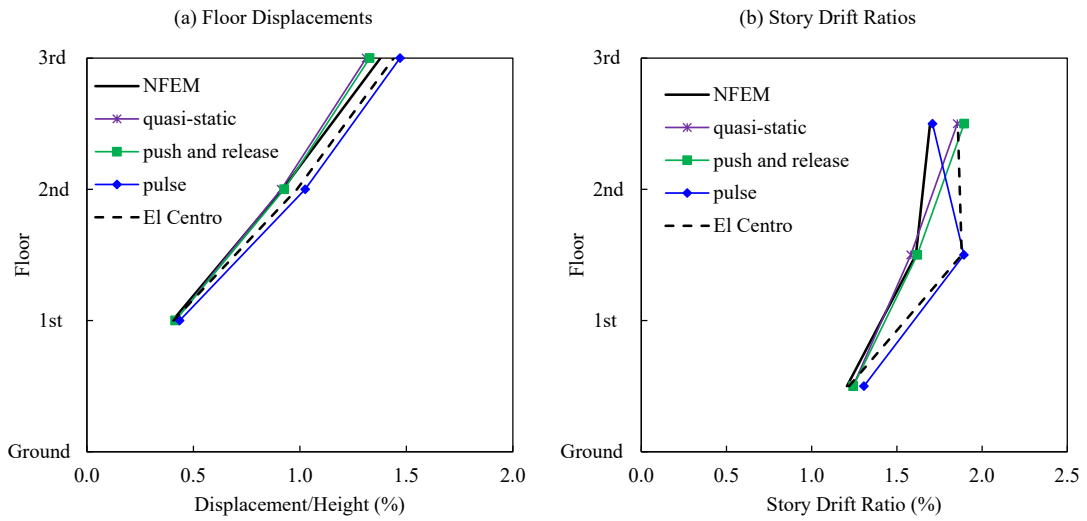 (a) Floor Displacements
3rd
2nd
1st
Ground
Floor
NFEM
quasi-static
push and release
pulse
El Centro
0.0 0.5 1.0 1.5 2.0
Displacement/Height (%)
(b) Story Drift Ratios
3rd
2nd
1st
Ground
Floor
NFEM
quasi-static
push and release
pulse
El Centro
0.0 0.5 1.0 1.5 2.0 2.5
Story Drift Ratio (%)